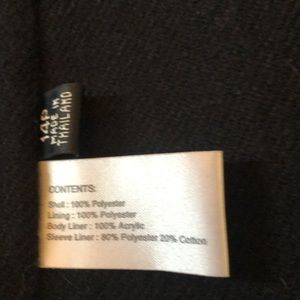 14P
MADE IN
THAILAND
CONTENTS:
Shell : 100% Polyester
Lining : 100% Polyester
Body Liner : 100% Acrylic
Sleeve Liner : 80% Polyester 20% Cotton